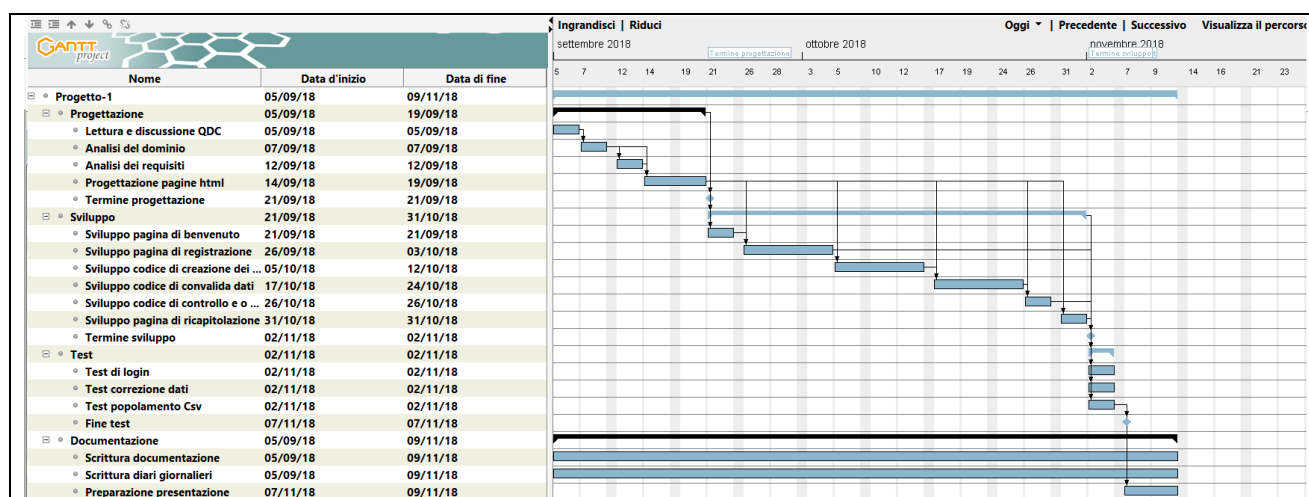 Ingrandisci | Riduci Oggi | Precedente | Successivo Visualizza il percorso
GANTT project
settembre 2018 ottobre 2018 novembre 2018
Termine progettazione Termine sviluppo
Nome Data d'inizio Data di fine 5 7 12 14 19 21 26 28 3 5 10 12 17 19 24 26 31 2 7 9 14 16 21 23
Progetto-1 05/09/18 09/11/18
Progettazione 05/09/18 19/09/18
Lettura e discussione QDC 05/09/18 05/09/18
Analisi del dominio 07/09/18 07/09/18
Analisi dei requisiti 12/09/18 12/09/18
Progettazione pagine html 14/09/18 19/09/18
Termine progettazione 21/09/18 21/09/18
Sviluppo 21/09/18 31/10/18
Sviluppo pagina di benvenuto 21/09/18 21/09/18
Sviluppo pagina di registrazione 26/09/18 03/10/18
Sviluppo codice di creazione dei ... 05/10/18 12/10/18
Sviluppo codice di convalida dati 17/10/18 24/10/18
Sviluppo codice di controllo e o ... 26/10/18 26/10/18
Sviluppo pagina di ricapitolazione 31/10/18 31/10/18
Termine sviluppo 02/11/18 02/11/18
Test 02/11/18 02/11/18
Test di login 02/11/18 02/11/18
Test correzione dati 02/11/18 02/11/18
Test popolamento Csv 02/11/18 02/11/18
Fine test 07/11/18 07/11/18
Documentazione 05/09/18 09/11/18
Scrittura documentazione 05/09/18 09/11/18
Scrittura diari giornalieri 05/09/18 09/11/18
Preparazione presentazione 07/11/18 09/11/18